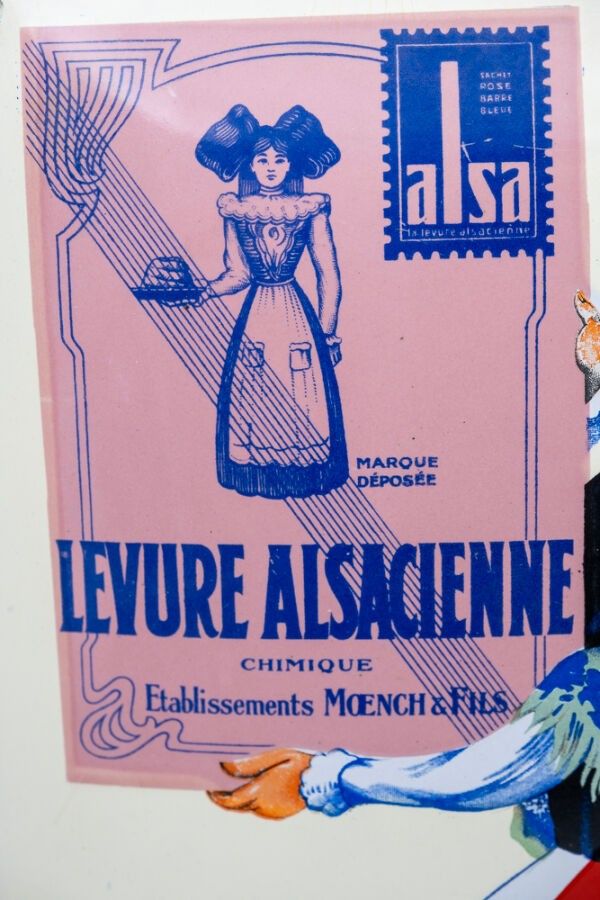 SACHET
ROSE
BARRE
BLEUE
alsa
la levure alsacienne
MARQUE
DÉPOSÉE
LEVURE ALSACIENNE
CHIMIQUE
Etablissements MŒNCH & FILS